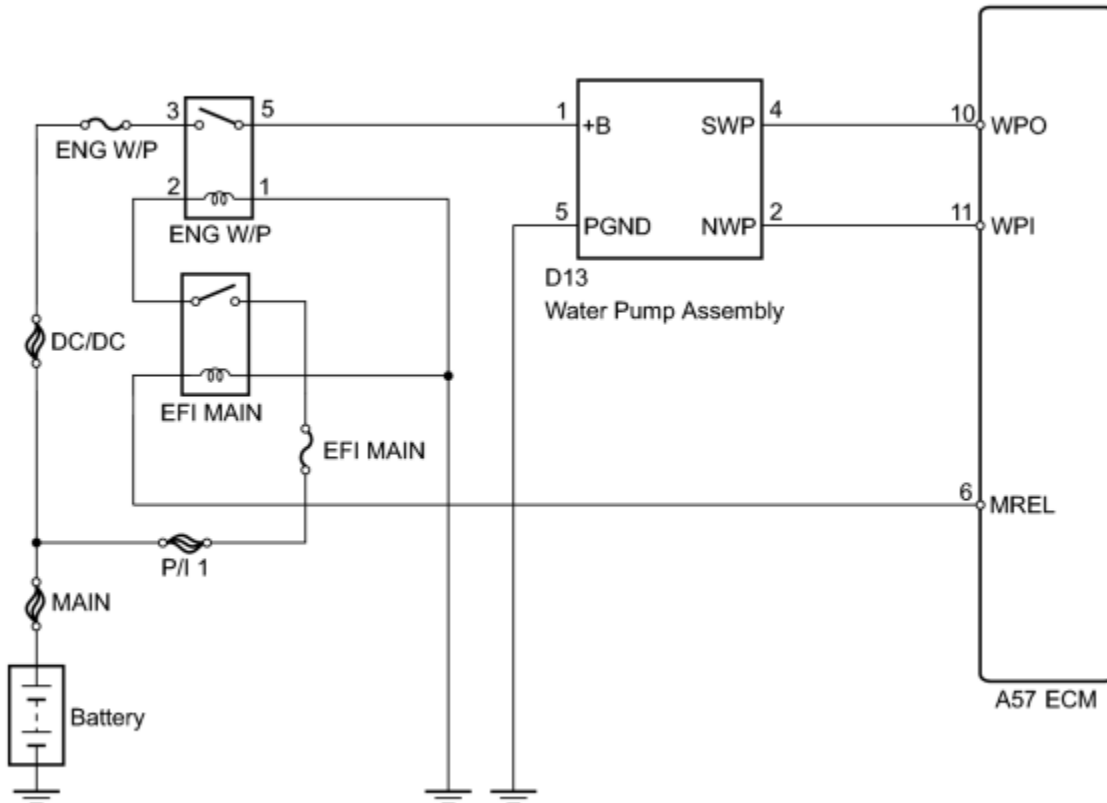 3 5
ENG W/P
2 1
ENG W/P
1 +B SWP 4
5 PGND NWP 2
D13
Water Pump Assembly
10 WPO
11 WPI
DC/DC
EFI MAIN
EFI MAIN
6 MREL
P/I 1
MAIN
Battery
A57 ECM